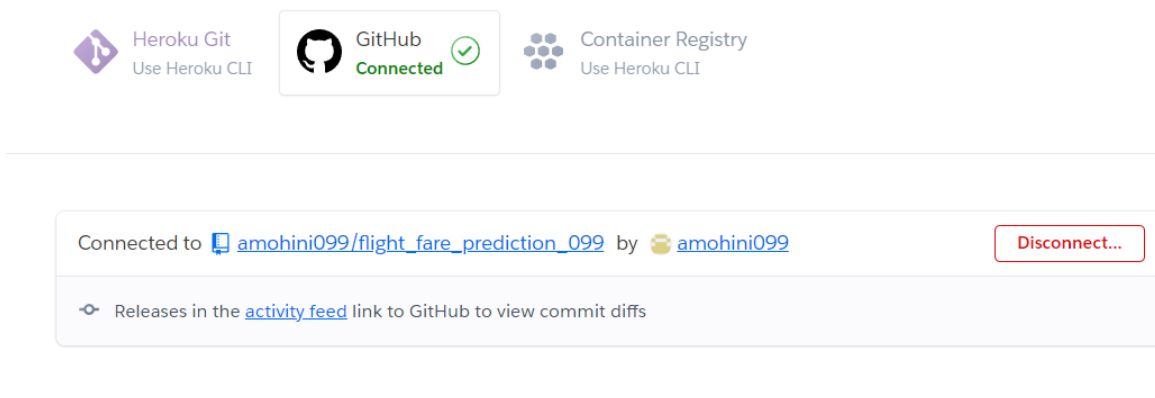 Heroku Git
Use Heroku CLI
GitHub
Connected
Container Registry
Use Heroku CLI
Connected to amohini099/flight_fare_prediction_099 by amohini099
Disconnect...
Releases in the activity feed link to GitHub to view commit diffs